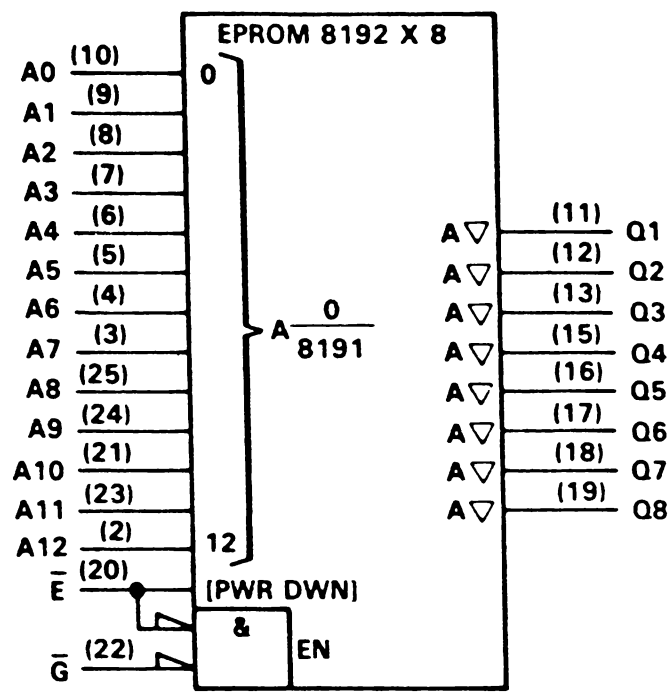 EPROM 8192 X 8
A0 (10) 0
A1 (9)
A2 (8)
A3 (7)
A4 (6) A▽ (11) Q1
A5 (5) A▽ (12) Q2
A6 (4) A▽ (13) Q3
A 0/8191
A7 (3) A▽ (15) Q4
A8 (25) A▽ (16) Q5
A9 (24) A▽ (17) Q6
A10 (21) A▽ (18) Q7
A11 (23) A▽ (19) Q8
A12 (2) 12
E̅ (20) [PWR DWN]
& EN
G̅ (22)